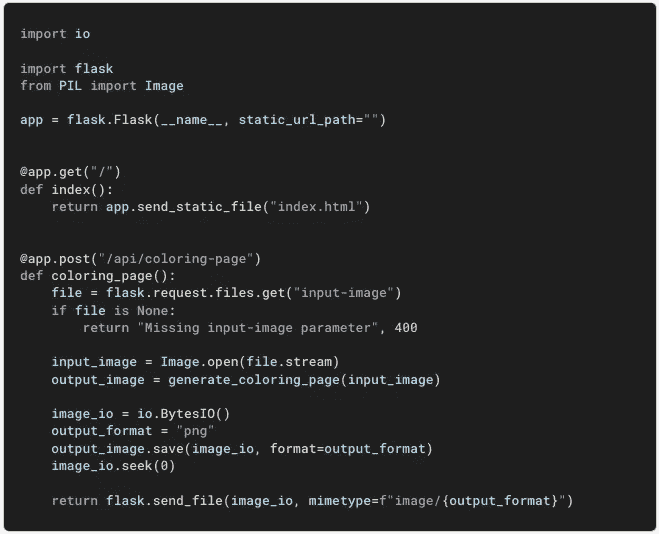 import io
import flask
from PIL import Image
app = flask.Flask(__name__, static_url_path="")
@app.get("/")
def index():
    return app.send_static_file("index.html")
@app.post("/api/coloring-page")
def coloring_page():
    file = flask.request.files.get("input-image")
    if file is None:
        return "Missing input-image parameter", 400
    input_image = Image.open(file.stream)
    output_image = generate_coloring_page(input_image)
    image_io = io.BytesIO()
    output_format = "png"
    output_image.save(image_io, format=output_format)
    image_io.seek(0)
    return flask.send_file(image_io, mimetype=f"image/{output_format}")